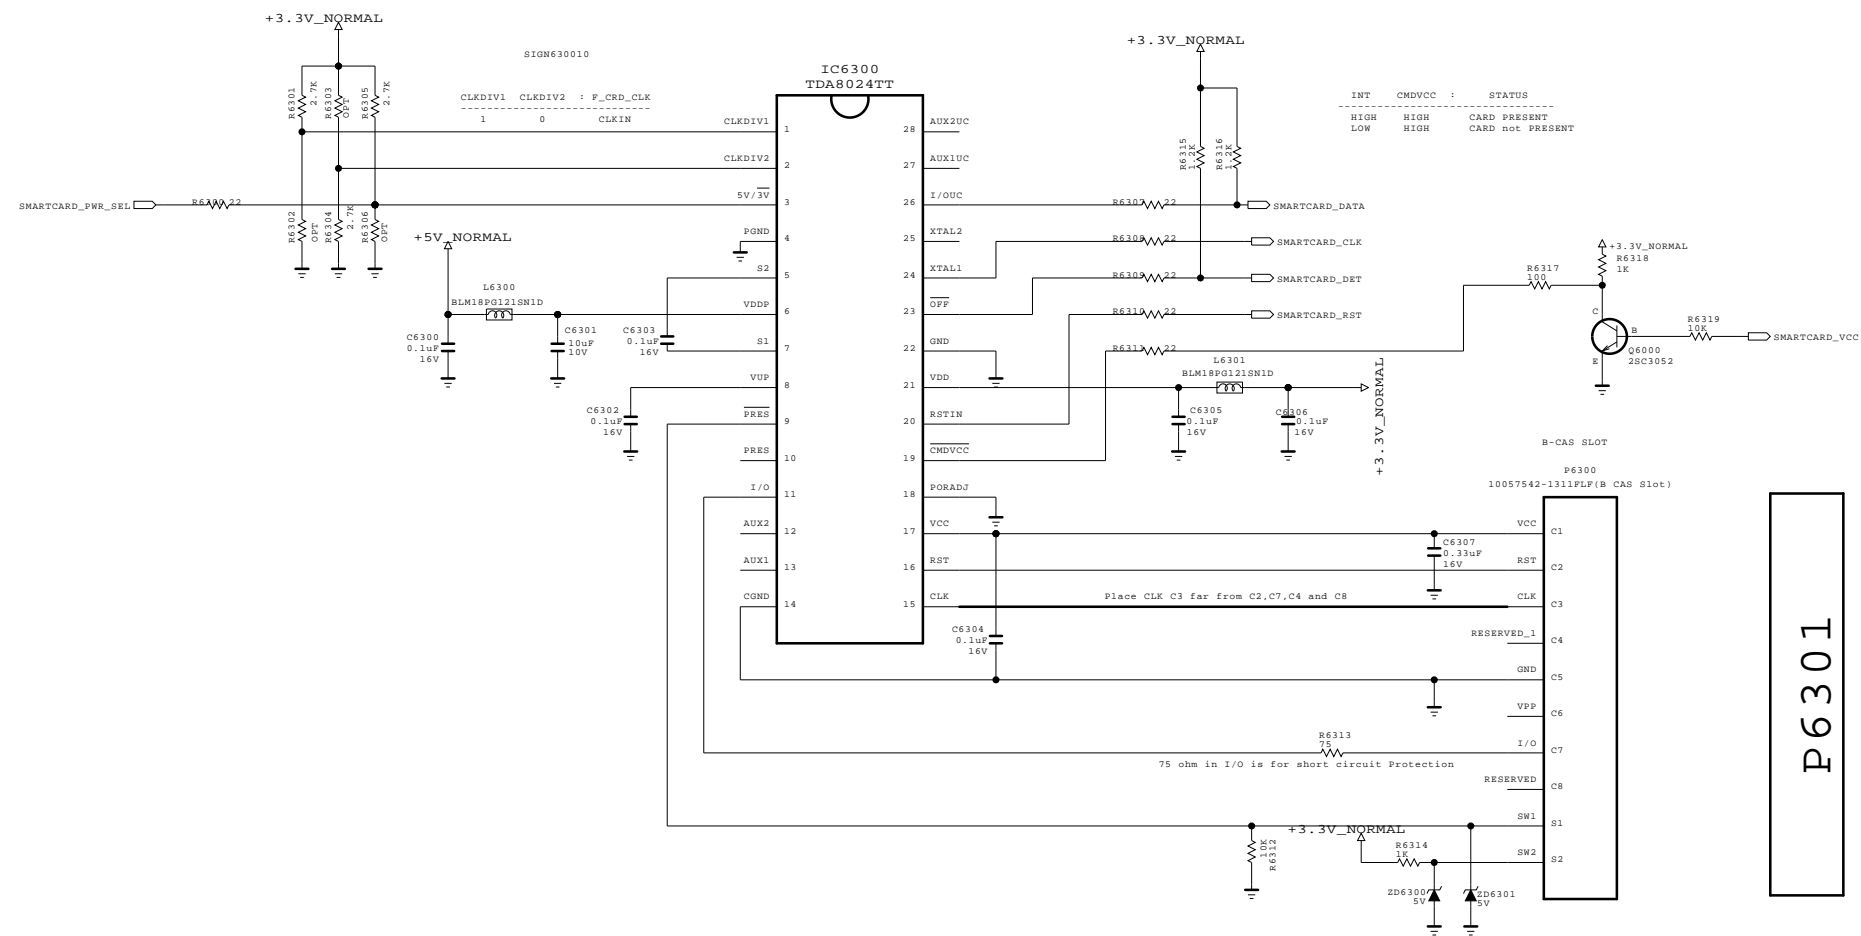 +3.3V_NORMAL
SIGN630010
CLKDIV1 CLKDIV2 : F_CRD_CLK
1 0 CLKIN
R6301
2.7K
R6303
OPT
R6305
2.7K
SMARTCARD_PWR_SEL
R6300 22
R6302
OPT
R6304
2.7K
R6306
OPT
+5V_NORMAL
L6300
BLM18PG121SN1D
C6300
0.1uF
16V
C6301
10uF
10V
C6303
0.1uF
16V
C6302
0.1uF
16V
IC6300
TDA8024TT
CLKDIV1 1
CLKDIV2 2
5V/3V 3
PGND 4
S2 5
VDDP 6
S1 7
VUP 8
PRES 9
PRES 10
I/O 11
AUX2 12
AUX1 13
CGND 14
28 AUX2UC
27 AUX1UC
26 I/OUC
25 XTAL2
24 XTAL1
23 OFF
22 GND
21 VDD
20 RSTIN
19 CMDVCC
18 PORADJ
17 VCC
16 RST
15 CLK
+3.3V_NORMAL
R6315
1.2K
R6316
1.2K
R6307 22
SMARTCARD_DATA
R6308 22
SMARTCARD_CLK
R6309 22
SMARTCARD_DET
R6310 22
SMARTCARD_RST
R6311 22
L6301
BLM18PG121SN1D
C6305
0.1uF
16V
C6306
0.1uF
16V
+3.3V_NORMAL
INT CMDVCC : STATUS
HIGH HIGH CARD PRESENT
LOW HIGH CARD not PRESENT
+3.3V_NORMAL
R6318
1K
R6317
100
C
B
E
Q6000
2SC3052
R6319
10K
SMARTCARD_VCC
B-CAS SLOT
P6300
10057542-1311FLF(B CAS Slot)
VCC C1
RST C2
CLK C3
RESERVED_1 C4
GND C5
VPP C6
I/O C7
RESERVED C8
SW1 S1
SW2 S2
C6307
0.33uF
16V
Place CLK C3 far from C2,C7,C4 and C8
C6304
0.1uF
16V
R6313
75
75 ohm in I/O is for short circuit Protection
+3.3V_NORMAL
R6314
1K
10K
R6312
ZD6300
5V
ZD6301
5V
P6301